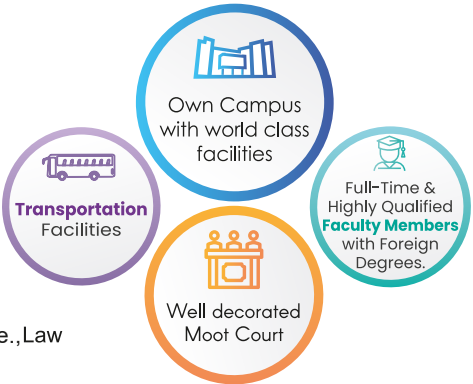 Own Campus
with world class
facilities
Transportation
Facilities
Full-Time &
Highly Qualified
Faculty Members
with Foreign
Degrees.
Well decorated
Moot Court
e.,Law